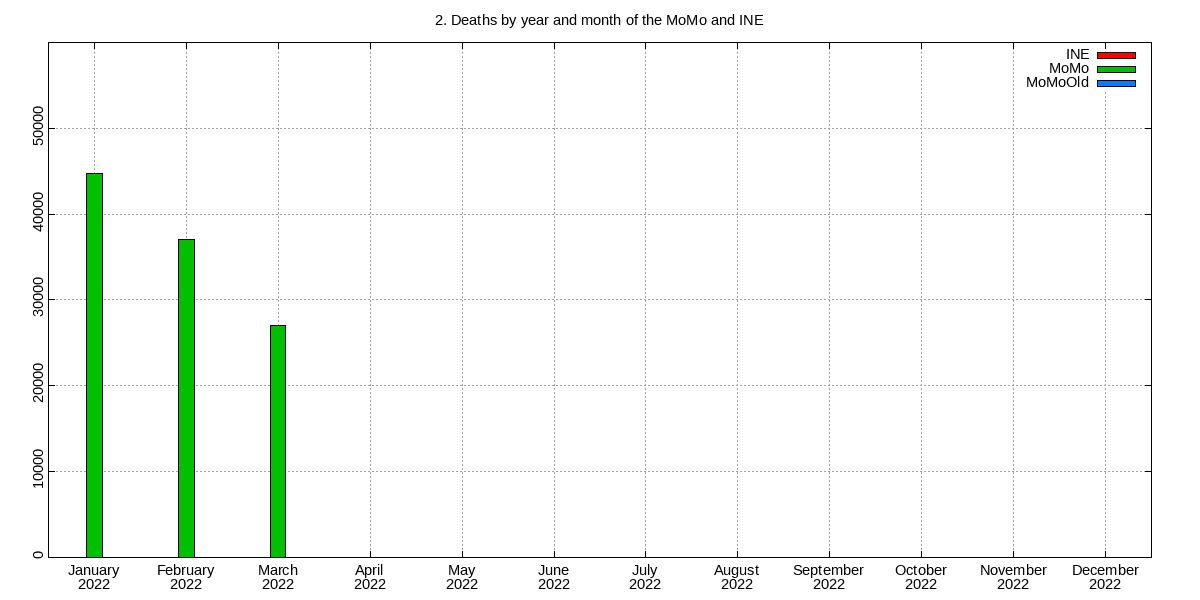 2. Deaths by year and month of the MoMo and INE
INE
MoMo
MoMoOld
50000
40000
30000
20000
10000
0
January February March April May June July August September October November December
2022 2022 2022 2022 2022 2022 2022 2022 2022 2022 2022 2022